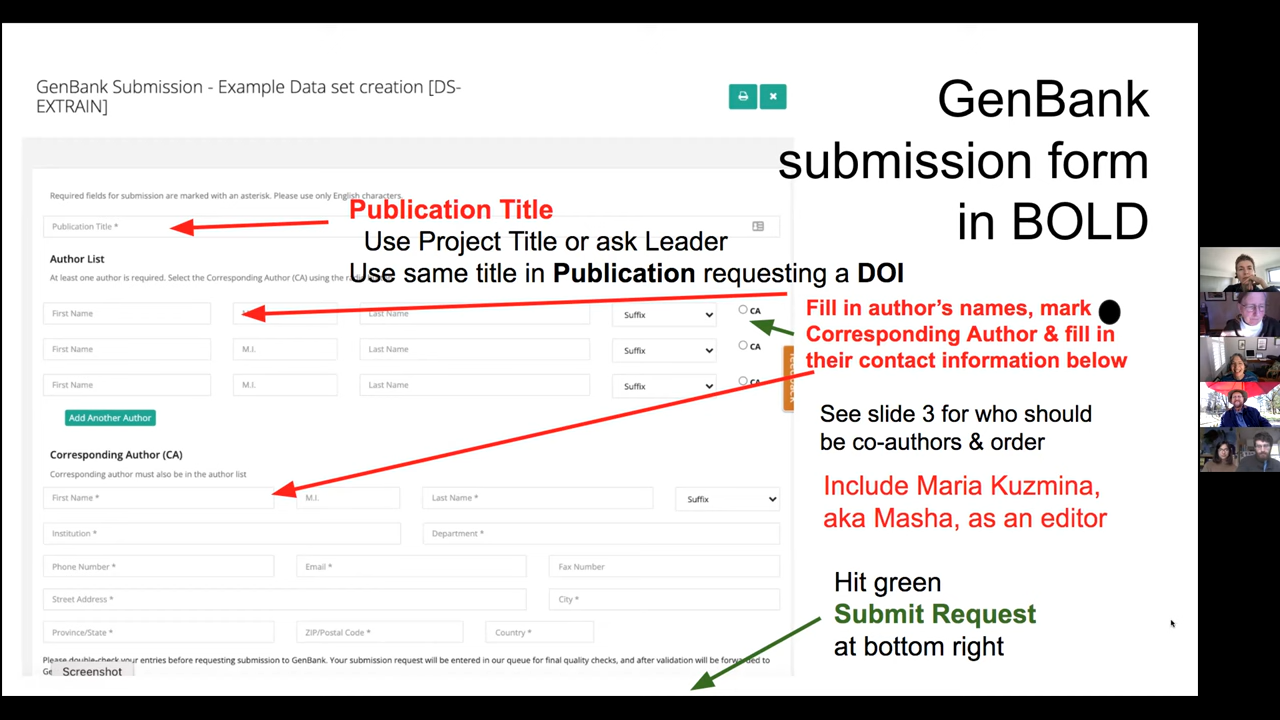 GenBank Submission - Example Data set creation [DS-
EXTRAIN]
GenBank
submission form
in BOLD
Required fields for submission are marked with an asterisk. Please use only English characters.
Publication Title *
Publication Title
Use Project Title or ask Leader
Use same title in Publication requesting a DOI
Author List
At least one author is required. Select the Corresponding Author (CA) using the
First Name
Last Name
Suffix
CA
First Name
M.I.
Last Name
Suffix
CA
First Name
M.I.
Last Name
Suffix
CA
Add Another Author
Fill in author's names, mark
Corresponding Author & fill in
their contact information below
See slide 3 for who should
be co-authors & order
Include Maria Kuzmina,
aka Masha, as an editor
Corresponding Author (CA)
Corresponding author must also be in the author list
First Name *
M.I.
Last Name *
Suffix
Institution *
Department *
Phone Number *
Email *
Fax Number
Street Address *
City *
Province/State *
ZIP/Postal Code *
Country *
Please double-check your entries before requesting submission to GenBank. Your submission request will be entered in our queue for final quality checks, and after validation will be forwarded to
Screenshot
Hit green
Submit Request
at bottom right